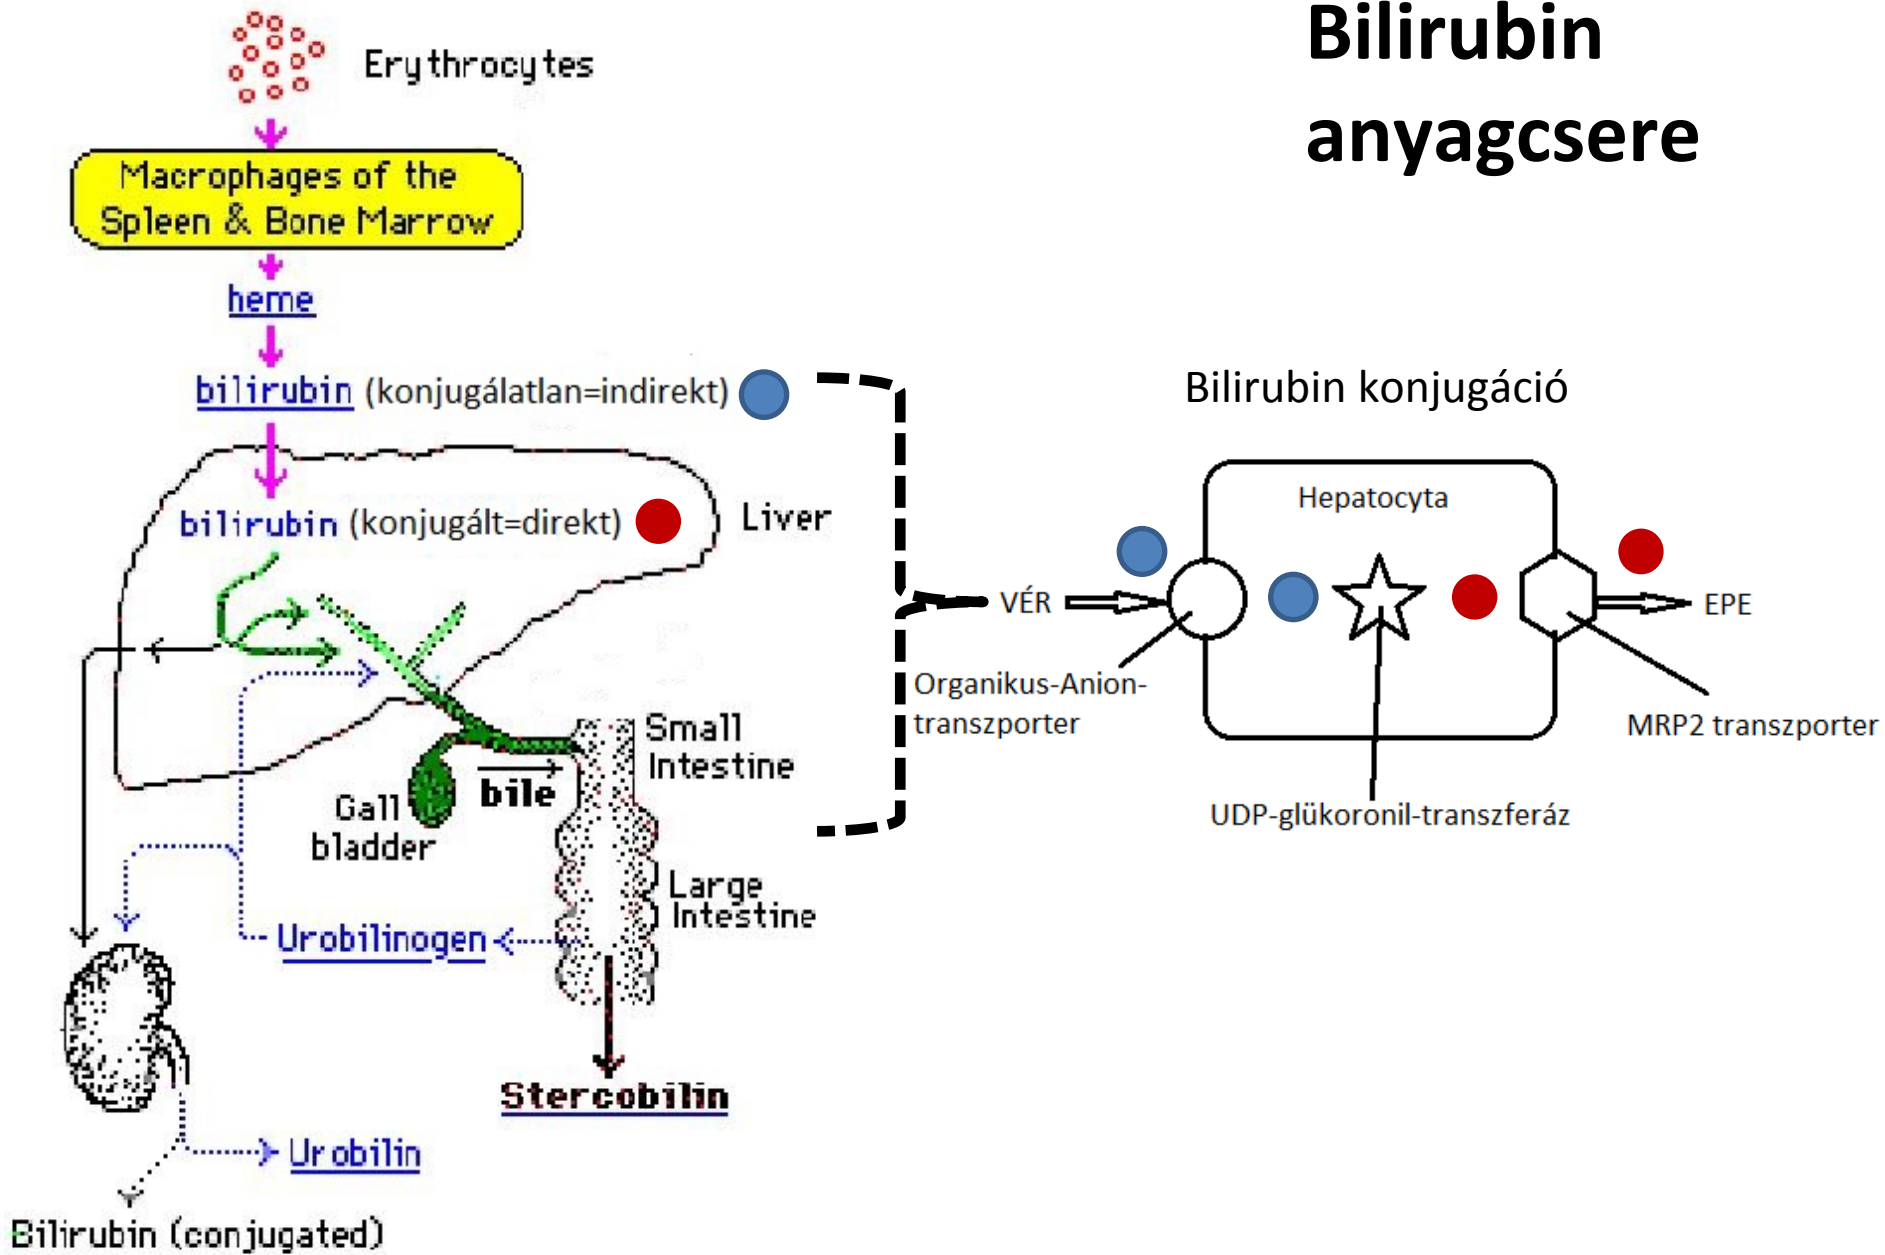 Bilirubin
anyagcsere
Erythrocytes
Macrophages of the
Spleen & Bone Marrow
heme
bilirubin (konjugálatlan=indirekt)
bilirubin (konjugált=direkt)
Liver
Small
Intestine
bile
Gall
bladder
Large
Intestine
Urobilinogen
Stercobilin
Urobilin
Bilirubin (conjugated)
Bilirubin konjugáció
Hepatocyta
VÉR
EPE
Organikus-Anion-
transzporter
MRP2 transzporter
UDP-glükoronil-transzferáz